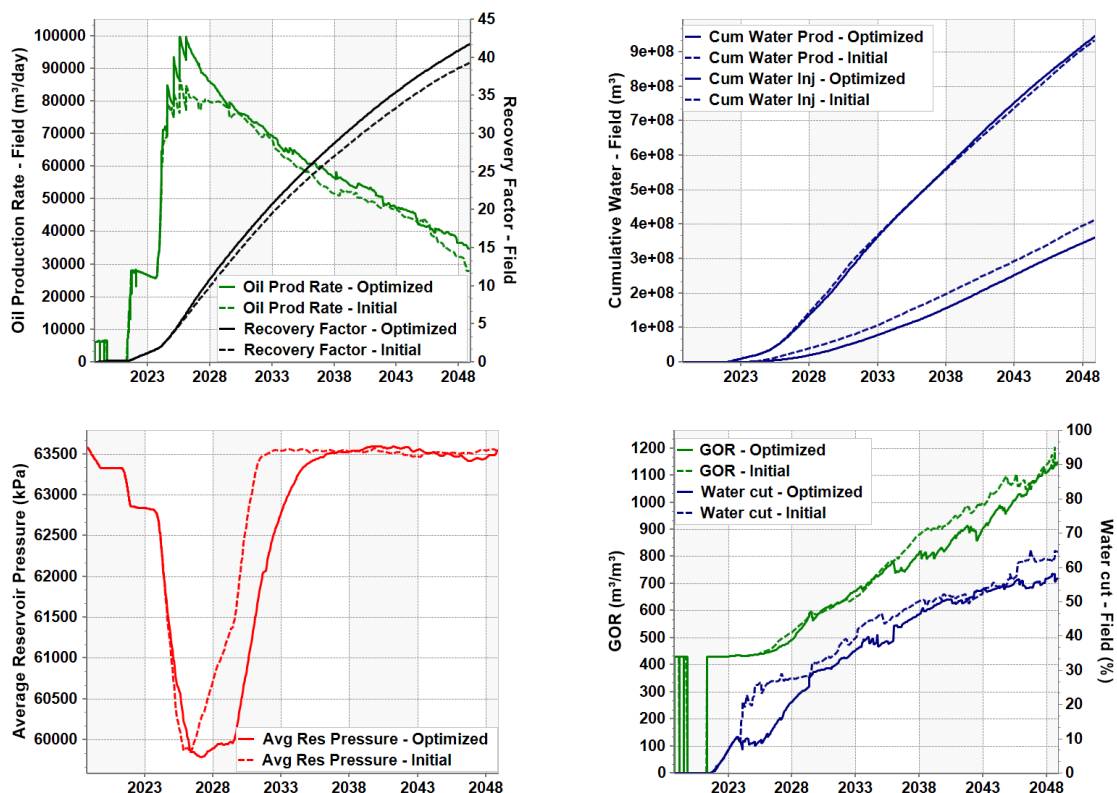 Oil Production Rate - Field (m³/day)
100000
90000
80000
70000
60000
50000
40000
30000
20000
10000
0
45
40
35
30
25
20
15
10
5
0
Recovery Factor - Field
Oil Prod Rate - Optimized
Oil Prod Rate - Initial
Recovery Factor - Optimized
Recovery Factor - Initial
2023 2028 2033 2038 2043 2048
Cumulative Water - Field (m³)
9e+08
8e+08
7e+08
6e+08
5e+08
4e+08
3e+08
2e+08
1e+08
0
Cum Water Prod - Optimized
Cum Water Prod - Initial
Cum Water Inj - Optimized
Cum Water Inj - Initial
2023 2028 2033 2038 2043 2048
Average Reservoir Pressure (kPa)
63500
63000
62500
62000
61500
61000
60500
60000
Avg Res Pressure - Optimized
Avg Res Pressure - Initial
2023 2028 2033 2038 2043 2048
GOR (m³/m³)
1200
1100
1000
900
800
700
600
500
400
300
200
100
0
GOR - Optimized
GOR - Initial
Water cut - Optimized
Water cut - Initial
100
90
80
70
60
50
40
30
20
10
0
Water cut - Field (%)
2023 2028 2033 2038 2043 2048